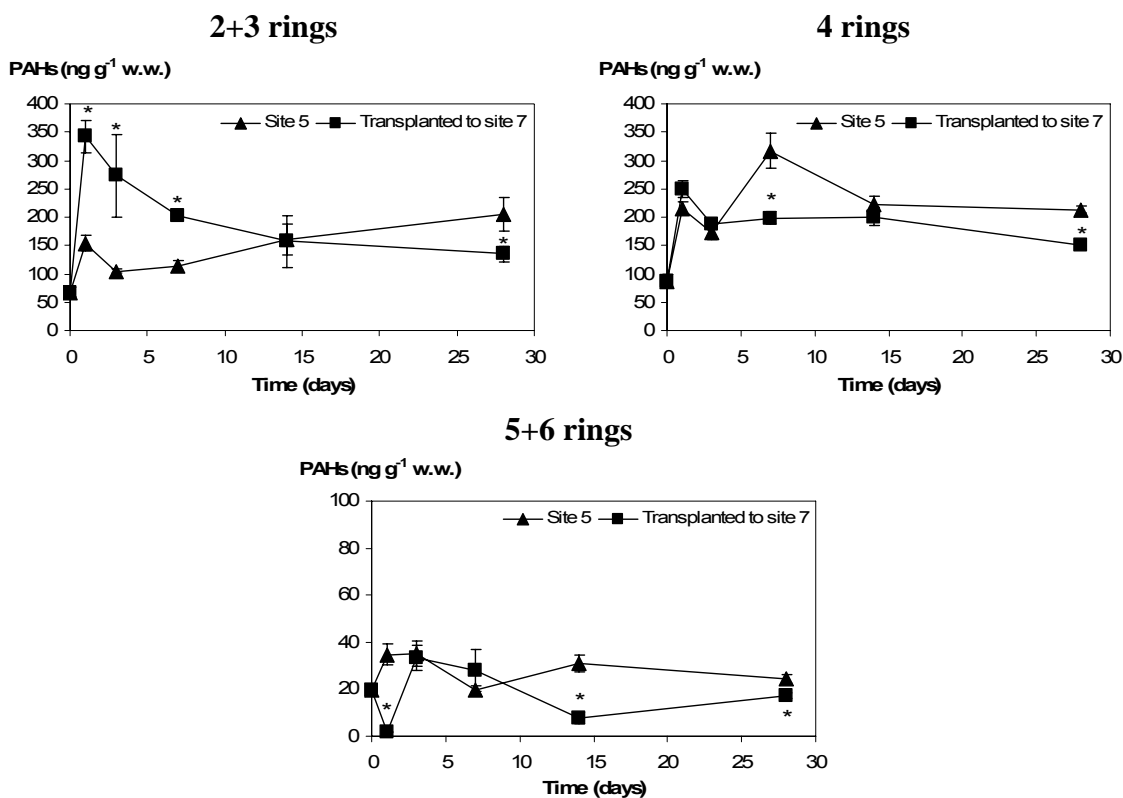 2+3 rings
PAHs (ng g⁻¹ w.w.)
Site 5 Transplanted to site 7
400
350
300
250
200
150
100
50
0
* * * *
0 5 10 15 20 25 30
Time (days)
4 rings
PAHs (ng g⁻¹ w.w.)
Site 5 Transplanted to site 7
400
350
300
250
200
150
100
50
0
* *
0 5 10 15 20 25 30
Time (days)
5+6 rings
PAHs (ng g⁻¹ w.w.)
Site 5 Transplanted to site 7
100
80
60
40
20
0
* * *
0 5 10 15 20 25 30
Time (days)